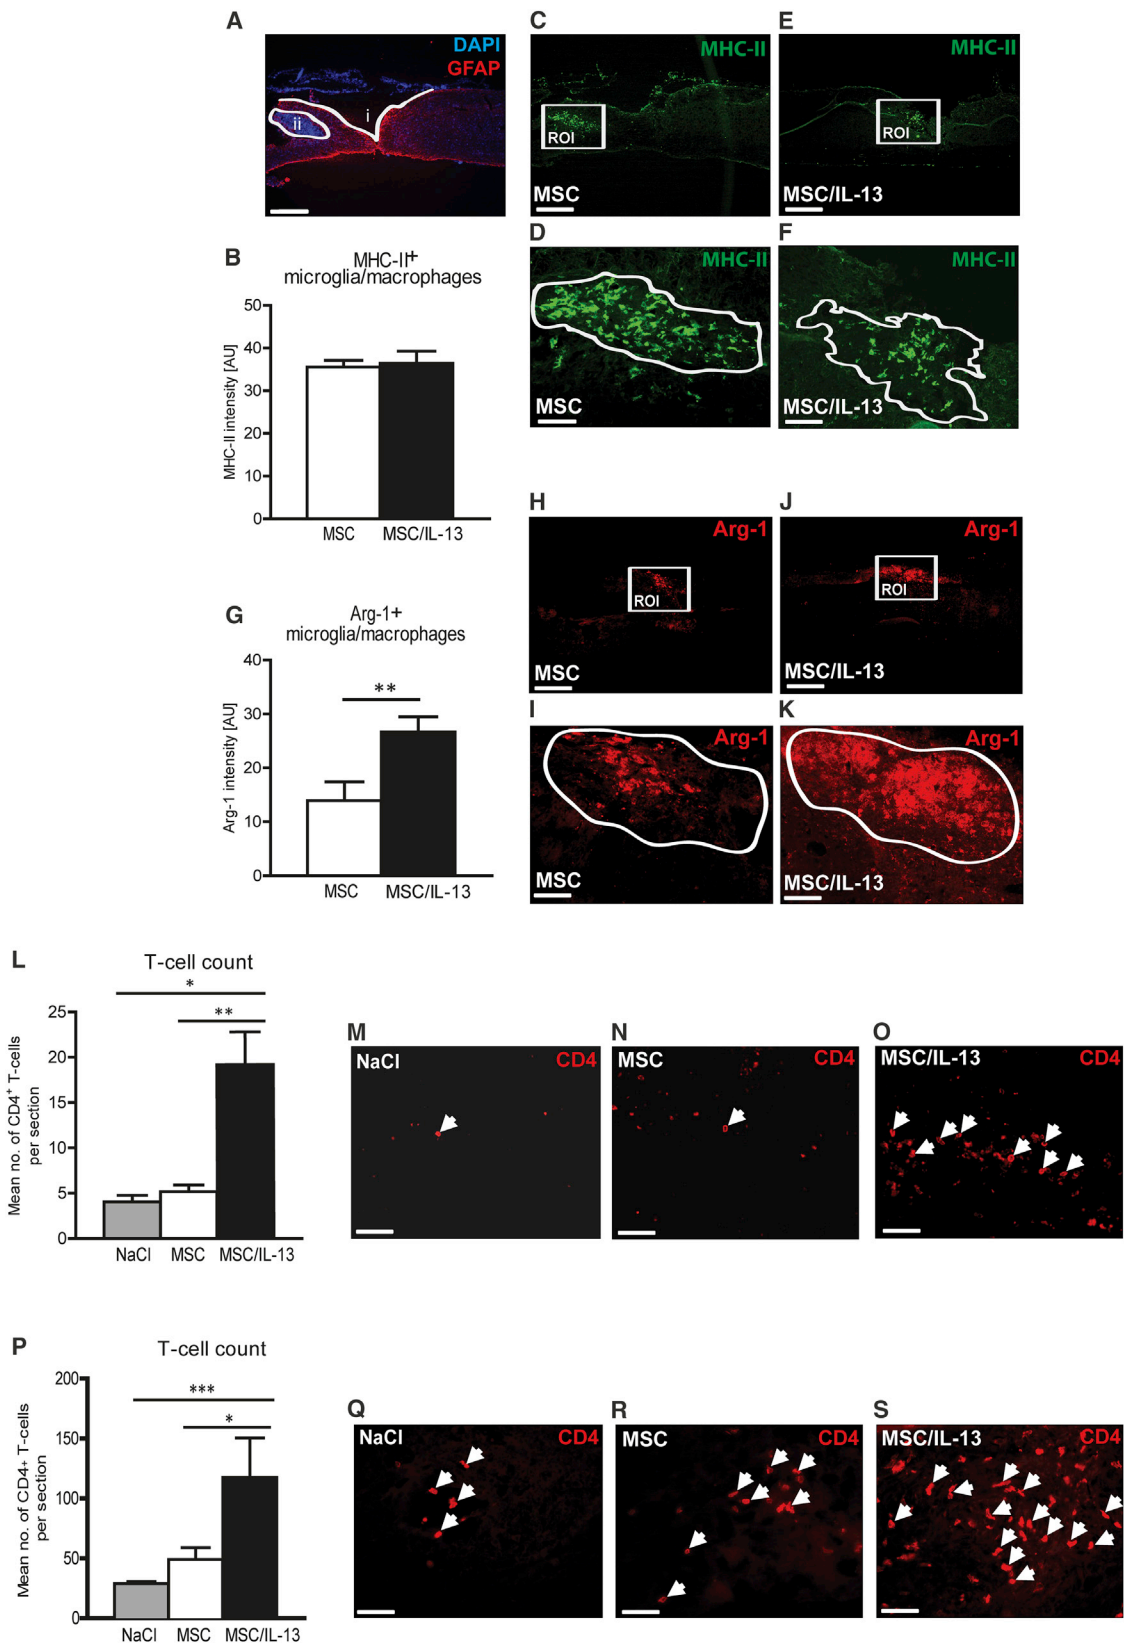 A
DAPI
GFAP
i
ii
C
MHC-II
ROI
MSC
E
MHC-II
ROI
MSC/IL-13
B
MHC-II+
microglia/macrophages
50
40
30
20
10
0
MHC-II intensity [AU]
MSC
MSC/IL-13
D
MHC-II
MSC
F
MHC-II
MSC/IL-13
G
Arg-1+
microglia/macrophages
40
30
20
10
0
Arg-1 intensity [AU]
**
MSC
MSC/IL-13
H
Arg-1
ROI
MSC
J
Arg-1
ROI
MSC/IL-13
I
Arg-1
MSC
K
Arg-1
MSC/IL-13
L
T-cell count
*
**
25
20
15
10
5
0
Mean no. of CD4+ T-cells
per section
NaCl
MSC
MSC/IL-13
M
NaCl
CD4
N
MSC
CD4
O
MSC/IL-13
CD4
P
T-cell count
***
*
200
150
100
50
0
Mean no. of CD4+ T-cells
per section
NaCl
MSC
MSC/IL-13
Q
NaCl
CD4
R
MSC
CD4
S
MSC/IL-13
CD4